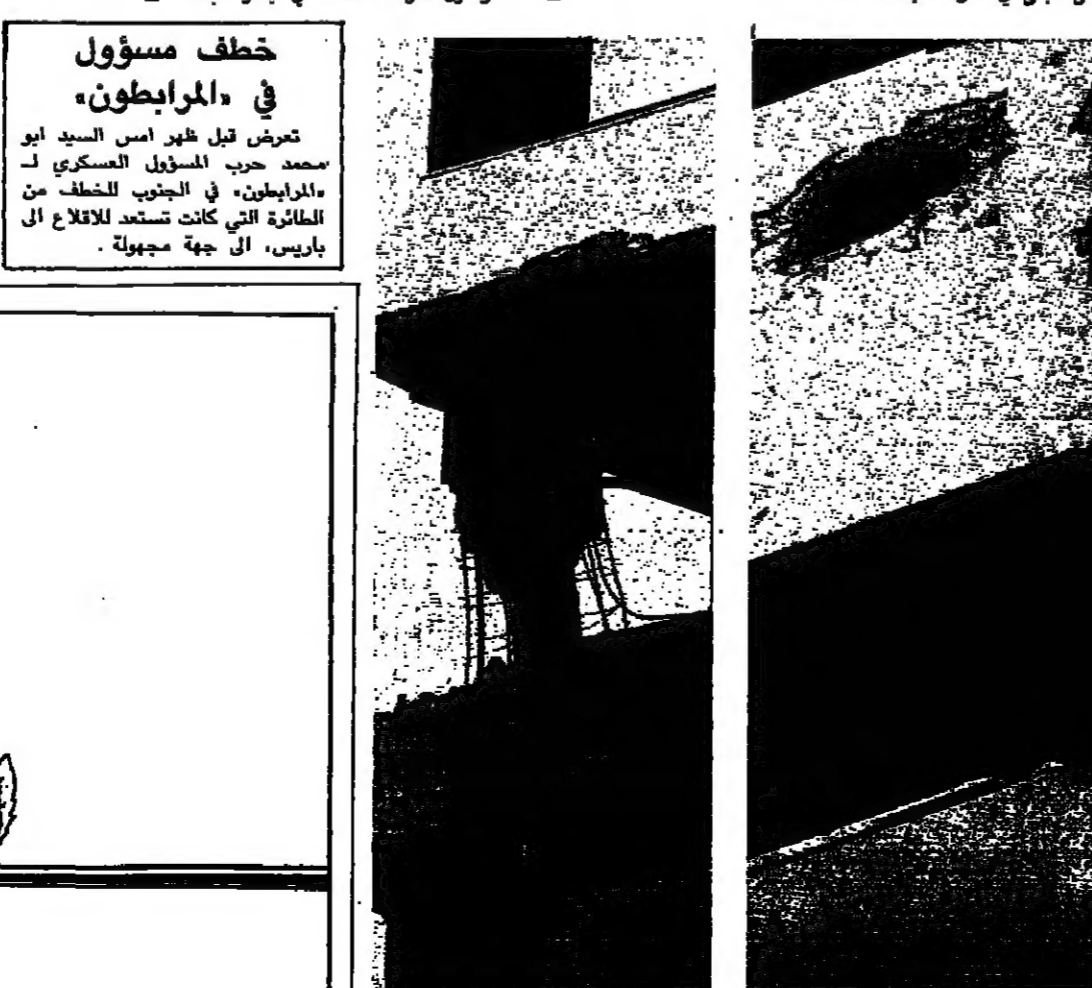 خطف مسؤول
في «المرابطون»
تعرض قبل ظهر امس السيد ابو
محمد حرب المسؤول العسكري لـ
«المرابطون» في الجنوب للخطف من
الطائرة التي كانت تستعد للاقلاع الى
باريس، الى جهة مجهولة .